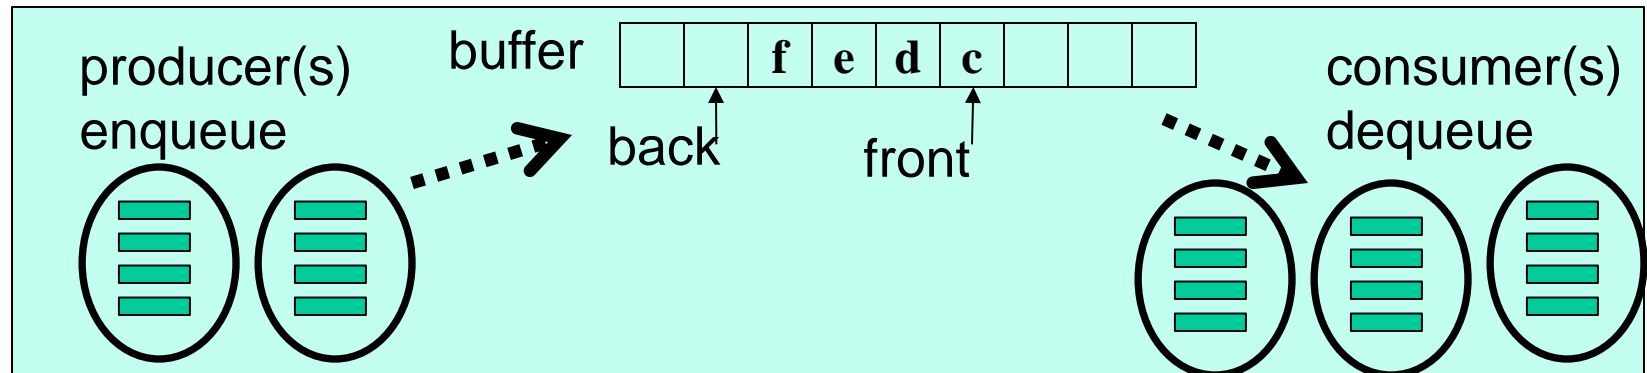 producer(s)
enqueue
buffer
f e d c
back
front
consumer(s)
dequeue